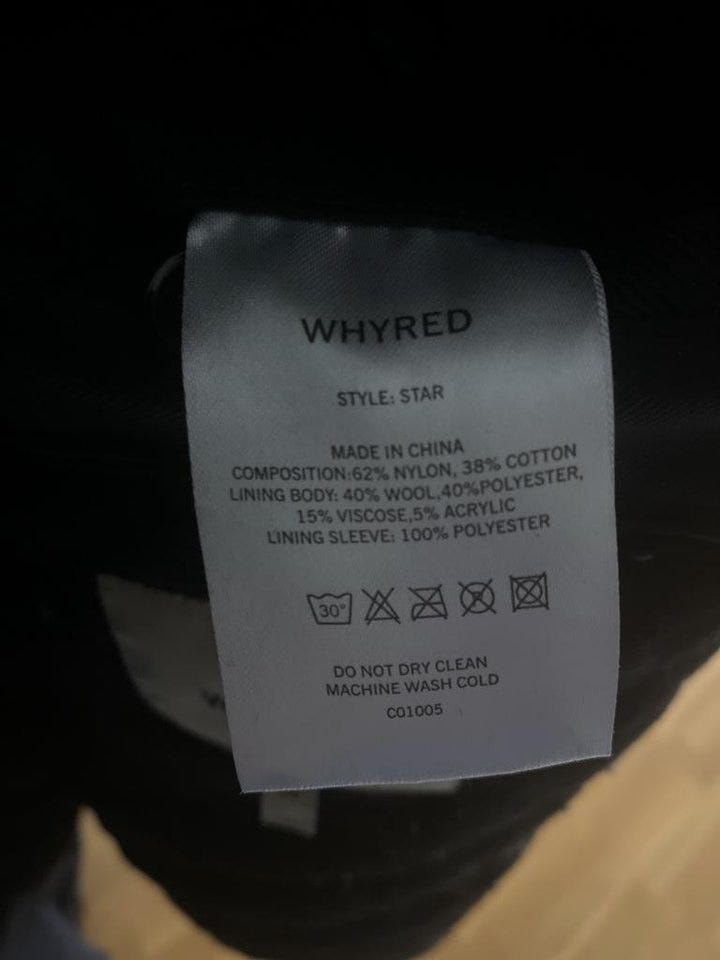 WHYRED
STYLE: STAR
MADE IN CHINA
COMPOSITION:62% NYLON, 38% COTTON
LINING BODY: 40% WOOL,40%POLYESTER,
15% VISCOSE,5% ACRYLIC
LINING SLEEVE: 100% POLYESTER
30°
DO NOT DRY CLEAN
MACHINE WASH COLD
C01005